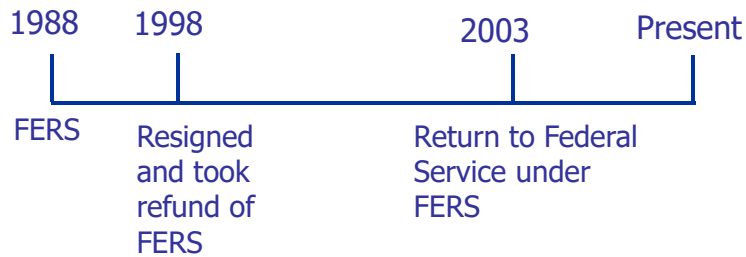 1988
1998
2003
Present
FERS
Resigned
and took
refund of
FERS
Return to Federal
Service under
FERS